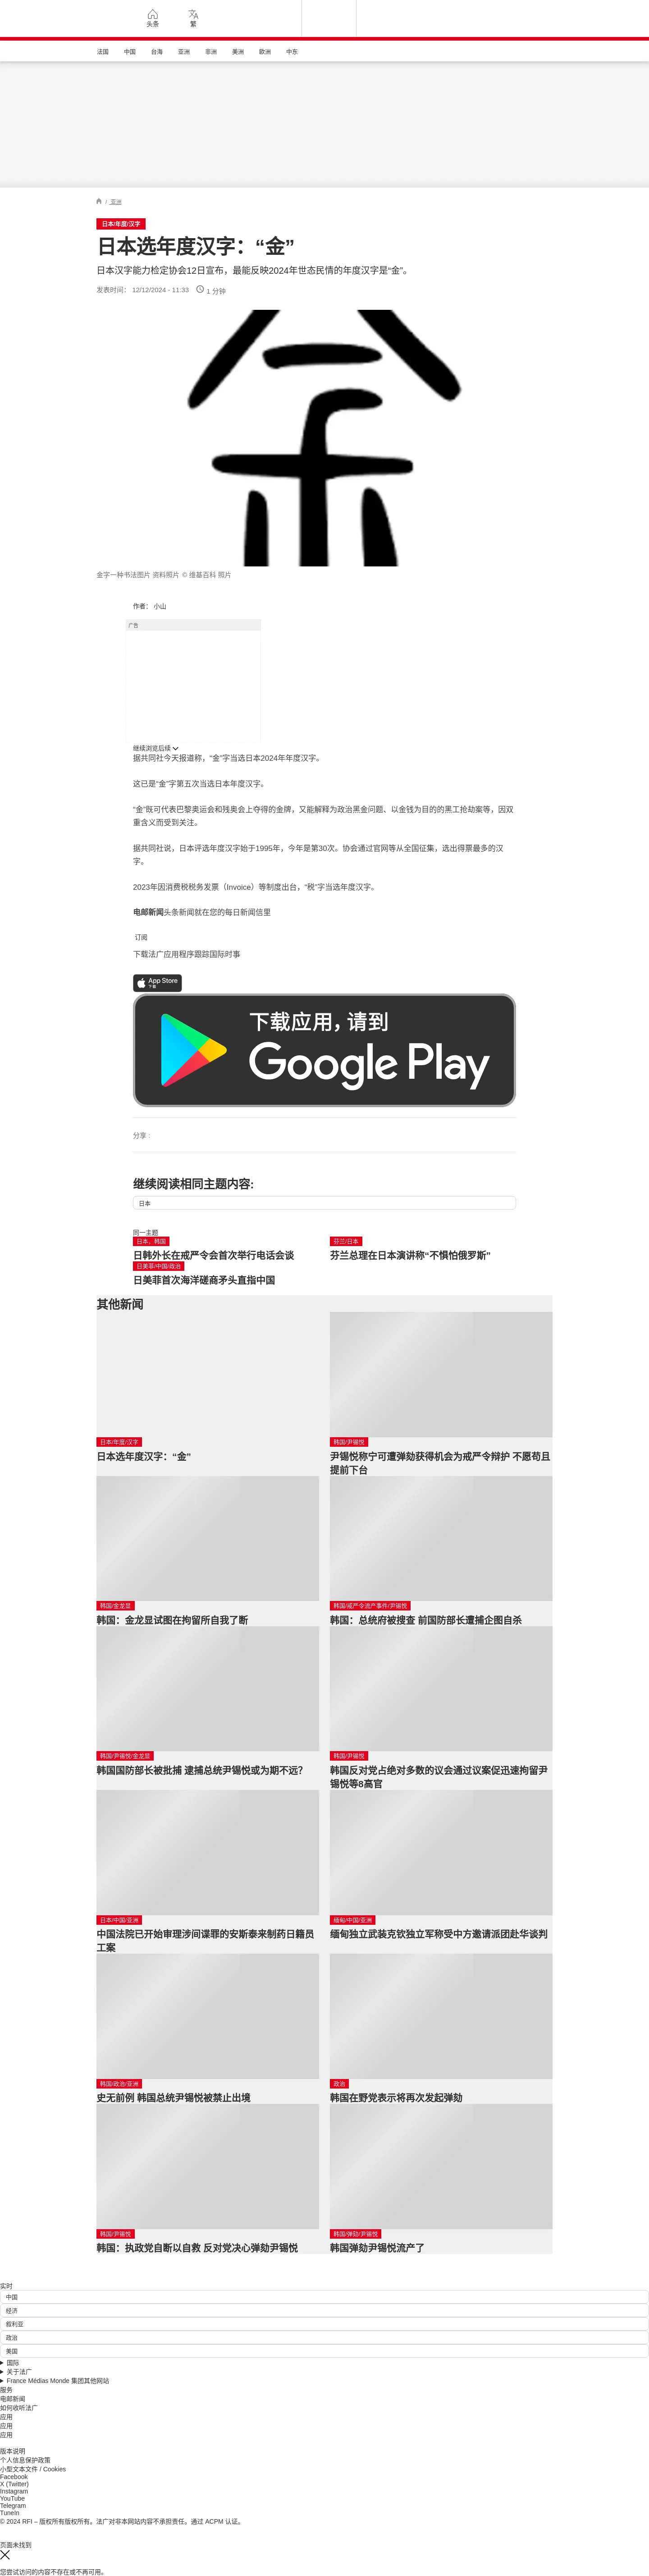 头条
繁
法国 中国 台海 亚洲 非洲 美洲 欧洲 中东
/ 亚洲
日本/年度/汉字
日本选年度汉字：“金”
日本汉字能力检定协会12日宣布，最能反映2024年世态民情的年度汉字是“金”。
发表时间： 12/12/2024 - 11:33 1 分钟
金
金字一种书法图片 资料照片 © 维基百科 照片
作者： 小山
广告
继续浏览后续
据共同社今天报道称，“金”字当选日本2024年年度汉字。
这已是“金”字第五次当选日本年度汉字。
“金”既可代表巴黎奥运会和残奥会上夺得的金牌，又能解释为政治黑金问题、以金钱为目的的黑工抢劫案等，因双
重含义而受到关注。
据共同社说，日本评选年度汉字始于1995年，今年是第30次。协会通过官网等从全国征集，选出得票最多的汉
字。
2023年因消费税税务发票（Invoice）等制度出台，“税”字当选年度汉字。
电邮新闻头条新闻就在您的每日新闻信里
订阅
下载法广应用程序跟踪国际时事
App Store
下载
下载应用，请到
Google Play
分享 :
继续阅读相同主题内容:
日本
同一主题
日本、韩国
日韩外长在戒严令会首次举行电话会谈
芬兰/日本
芬兰总理在日本演讲称“不惧怕俄罗斯”
日美菲/中国/政治
日美菲首次海洋磋商矛头直指中国
其他新闻
日本/年度/汉字
日本选年度汉字：“金”
韩国/尹锡悦
尹锡悦称宁可遭弹劾获得机会为戒严令辩护 不愿苟且
提前下台
韩国/金龙显
韩国：金龙显试图在拘留所自我了断
韩国/戒严令流产事件/尹锡悦
韩国：总统府被搜查 前国防部长遭捕企图自杀
韩国/尹锡悦/金龙显
韩国国防部长被批捕 逮捕总统尹锡悦或为期不远？
韩国/尹锡悦
韩国反对党占绝对多数的议会通过议案促迅速拘留尹
锡悦等8高官
日本/中国/亚洲
中国法院已开始审理涉间谍罪的安斯泰来制药日籍员
工案
缅甸/中国/亚洲
缅甸独立武装克钦独立军称受中方邀请派团赴华谈判
韩国/政治/亚洲
史无前例 韩国总统尹锡悦被禁止出境
政治
韩国在野党表示将再次发起弹劾
韩国/尹锡悦
韩国：执政党自断以自救 反对党决心弹劾尹锡悦
韩国/弹劾/尹锡悦
韩国弹劾尹锡悦流产了
实时
中国
经济
叙利亚
政治
美国
国际
关于法广
France Médias Monde 集团其他网站
服务
电邮新闻
如何收听法广
应用
应用
应用
版本说明
个人信息保护政策
小型文本文件 / Cookies
Facebook
X (Twitter)
Instagram
YouTube
Telegram
TuneIn
© 2024 RFI – 版权所有版权所有。法广对非本网站内容不承担责任。通过 ACPM 认证。
页面未找到
您尝试访问的内容不存在或不再可用。